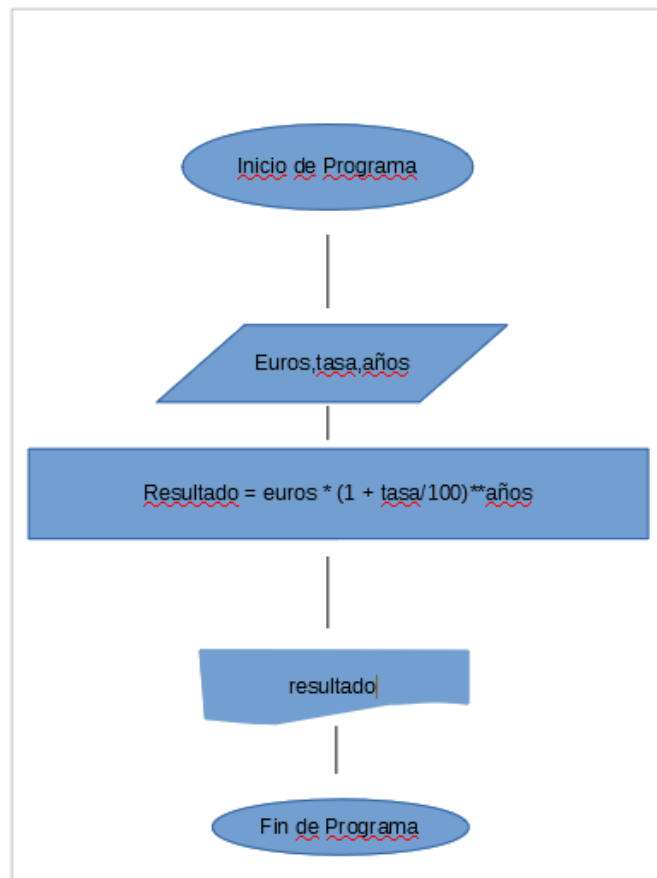 Inicio de Programa
Euros,tasa,años
Resultado = euros * (1 + tasa/100)**años
resultado
Fin de Programa